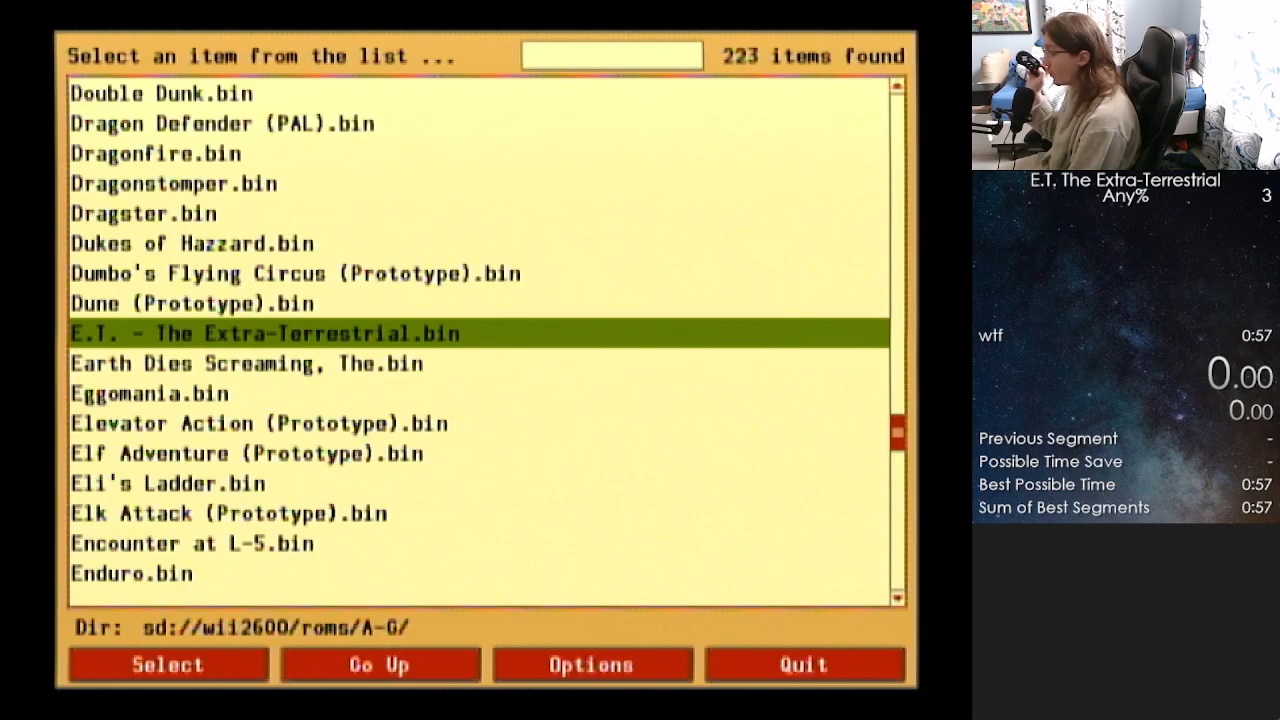 Select an item from the list ... 223 items found
Double Dunk.bin
Dragon Defender (PAL).bin
Dragonfire.bin
Dragonstomper.bin
Dragster.bin
Dukes of Hazzard.bin
Dumbo's Flying Circus (Prototype).bin
Dune (Prototype).bin
E.T. - The Extra-Terrestrial.bin
Earth Dies Screaming, The.bin
Eggomania.bin
Elevator Action (Prototype).bin
Elf Adventure (Prototype).bin
Eli's Ladder.bin
Elk Attack (Prototype).bin
Encounter at L-5.bin
Enduro.bin
Dir: sd://wii2600/roms/A-G/
Select Go Up Options Quit
E.T. The Extra-Terrestrial
Any% 3
wtf 0:57
0.00
0.00
Previous Segment -
Possible Time Save -
Best Possible Time 0:57
Sum of Best Segments 0:57